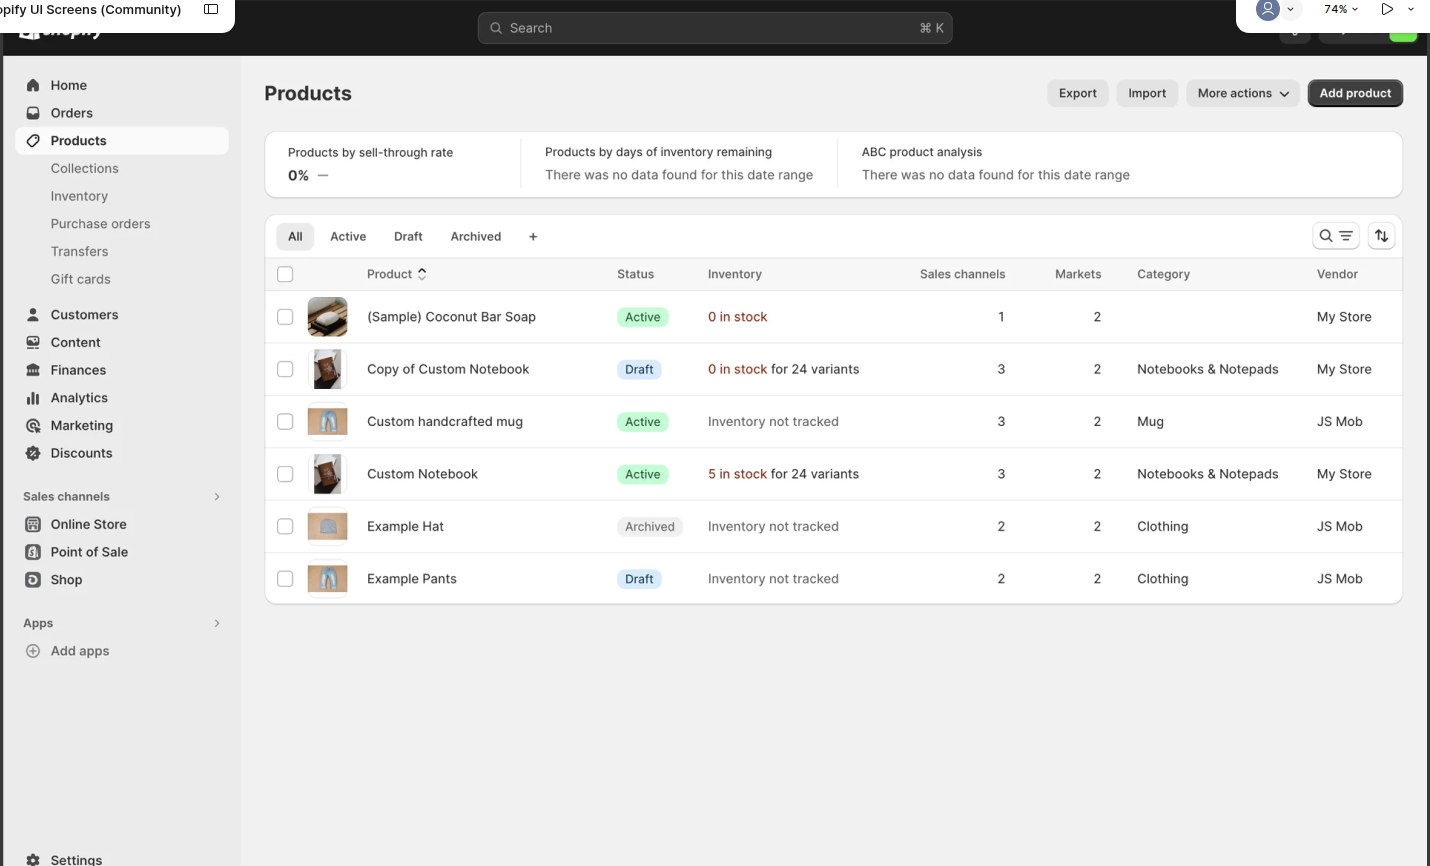 opify UI Screens (Community)
74%
Search
⌘ K
Home
Orders
Products
Collections
Inventory
Purchase orders
Transfers
Gift cards
Customers
Content
Finances
Analytics
Marketing
Discounts
Sales channels
Online Store
Point of Sale
Shop
Apps
Add apps
Settings
Products
Export
Import
More actions
Add product
Products by sell-through rate
0% —
Products by days of inventory remaining
There was no data found for this date range
ABC product analysis
There was no data found for this date range
All Active Draft Archived +
Product Status Inventory Sales channels Markets Category Vendor
(Sample) Coconut Bar Soap Active 0 in stock 1 2 My Store
Copy of Custom Notebook Draft 0 in stock for 24 variants 3 2 Notebooks & Notepads My Store
Custom handcrafted mug Active Inventory not tracked 3 2 Mug JS Mob
Custom Notebook Active 5 in stock for 24 variants 3 2 Notebooks & Notepads My Store
Example Hat Archived Inventory not tracked 2 2 Clothing JS Mob
Example Pants Draft Inventory not tracked 2 2 Clothing JS Mob